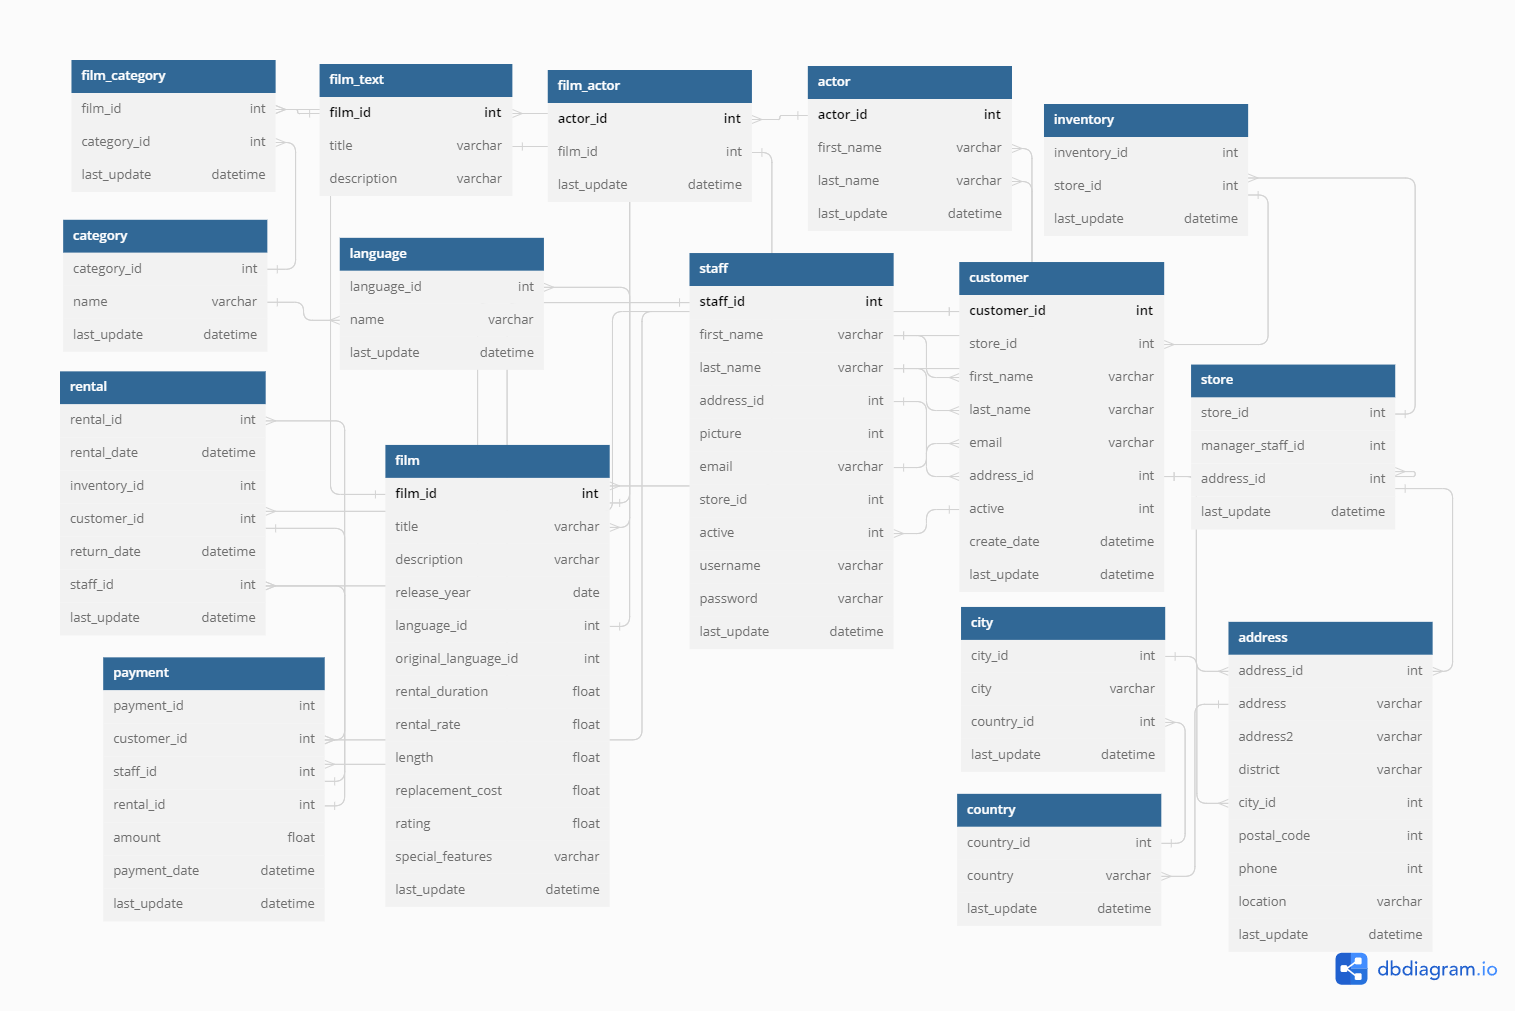 film_category
film_id int
category_id int
last_update datetime
film_text
film_id int
title varchar
description varchar
film_actor
actor_id int
film_id int
last_update datetime
actor
actor_id int
first_name varchar
last_name varchar
last_update datetime
inventory
inventory_id int
store_id int
last_update datetime
category
category_id int
name varchar
last_update datetime
language
language_id int
name varchar
last_update datetime
staff
staff_id int
first_name varchar
last_name varchar
address_id int
picture int
email varchar
store_id int
active int
username varchar
password varchar
last_update datetime
customer
customer_id int
store_id int
first_name varchar
last_name varchar
email varchar
address_id int
active int
create_date datetime
last_update datetime
store
store_id int
manager_staff_id int
address_id int
last_update datetime
rental
rental_id int
rental_date datetime
inventory_id int
customer_id int
return_date datetime
staff_id int
last_update datetime
film
film_id int
title varchar
description varchar
release_year date
language_id int
original_language_id int
rental_duration float
rental_rate float
length float
replacement_cost float
rating float
special_features varchar
last_update datetime
payment
payment_id int
customer_id int
staff_id int
rental_id int
amount float
payment_date datetime
last_update datetime
city
city_id int
city varchar
country_id int
last_update datetime
country
country_id int
country varchar
last_update datetime
address
address_id int
address varchar
address2 varchar
district varchar
city_id int
postal_code int
phone int
location varchar
last_update datetime
dbdiagram.io